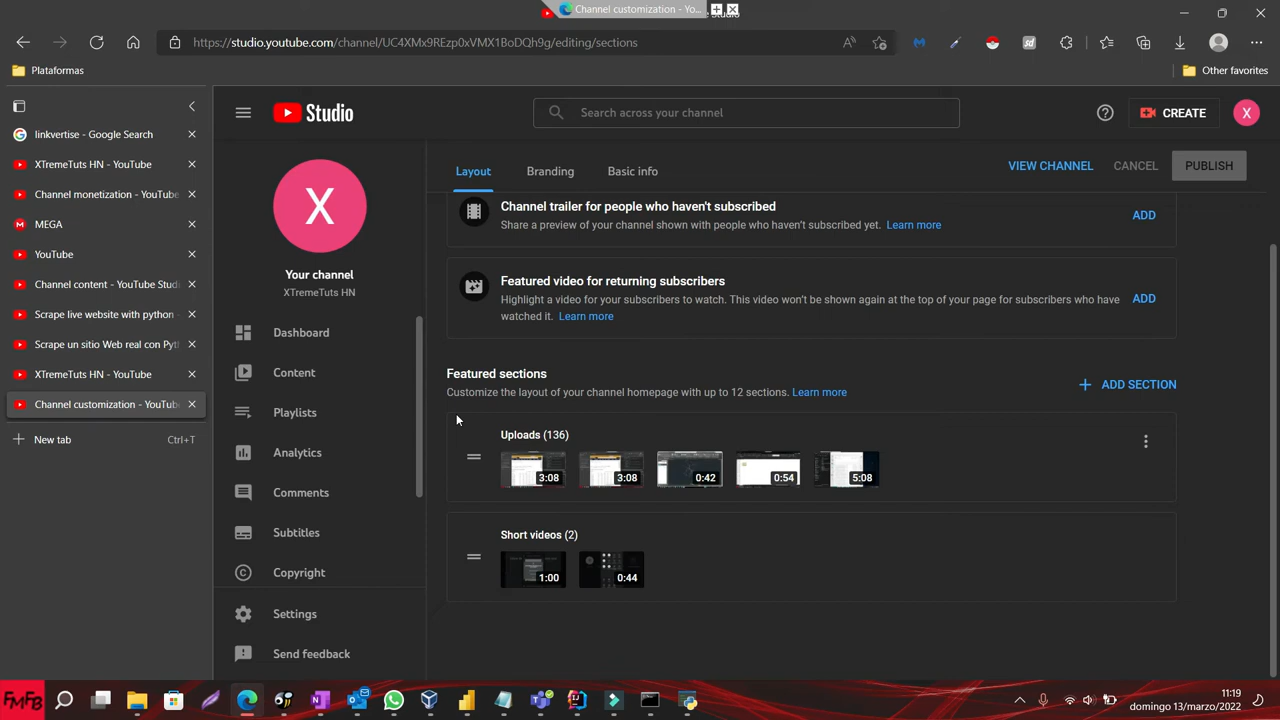 Channel customization - Yo...
Studio
https://studio.youtube.com/channel/UC4XMx9REzp0xVMX1BoDQh9g/editing/sections
Plataformas
Other favorites
linkvertise - Google Search
XTremeTuts HN - YouTube
Channel monetization - YouTube
MEGA
YouTube
Channel content - YouTube Studi
Scrape live website with python -
Scrape un sitio Web real con Pyt
XTremeTuts HN - YouTube
Channel customization - YouTube
New tab
Ctrl+T
Studio
Search across your channel
CREATE
X
X
Your channel
XTremeTuts HN
Dashboard
Content
Playlists
Analytics
Comments
Subtitles
Copyright
Settings
Send feedback
Layout
Branding
Basic info
VIEW CHANNEL
CANCEL
PUBLISH
Channel trailer for people who haven't subscribed
Share a preview of your channel shown with people who haven't subscribed yet. Learn more
ADD
Featured video for returning subscribers
Highlight a video for your subscribers to watch. This video won't be shown again at the top of your page for subscribers who have
watched it. Learn more
ADD
Featured sections
Customize the layout of your channel homepage with up to 12 sections. Learn more
ADD SECTION
Uploads (136)
3:08
3:08
0:42
0:54
5:08
Short videos (2)
1:00
0:44
FMFB
11:19
domingo 13/marzo/2022